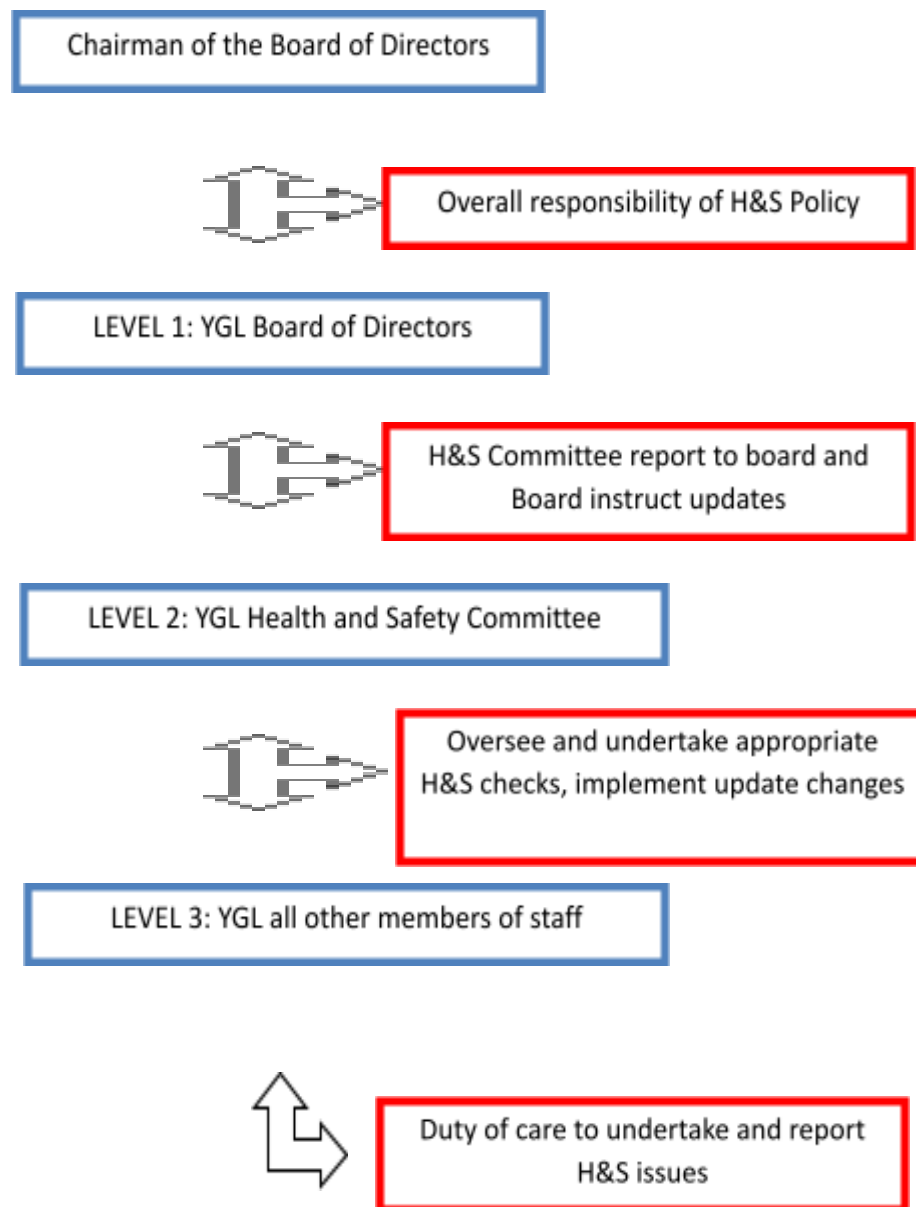 Chairman of the Board of Directors
Overall responsibility of H&S Policy
LEVEL 1: YGL Board of Directors
H&S Committee report to board and
Board instruct updates
LEVEL 2: YGL Health and Safety Committee
Oversee and undertake appropriate
H&S checks, implement update changes
LEVEL 3: YGL all other members of staff
Duty of care to undertake and report
H&S issues